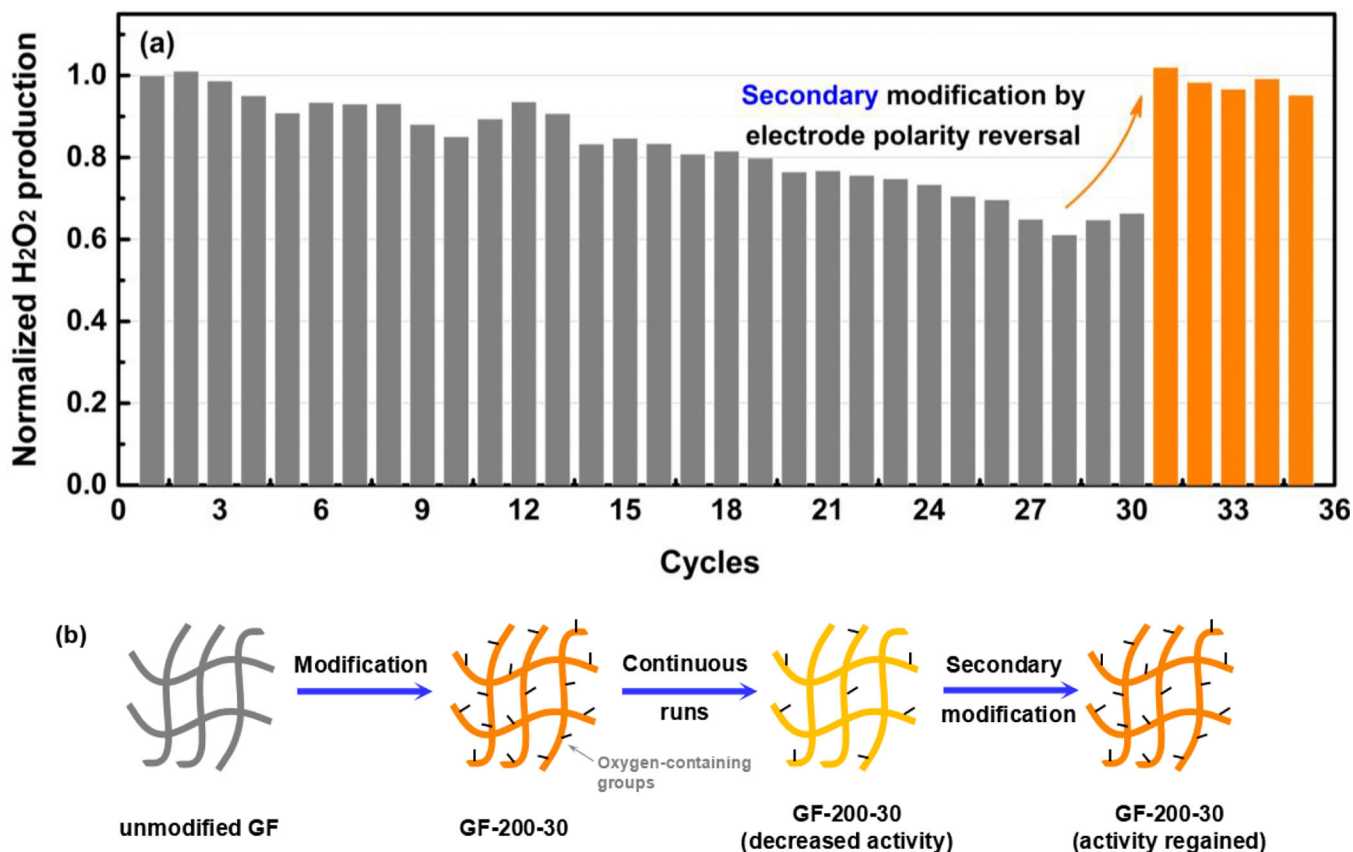 (a)
Normalized H2O2 production
1.0
0.8
0.6
0.4
0.2
0.0
Secondary modification by
electrode polarity reversal
0 3 6 9 12 15 18 21 24 27 30 33 36
Cycles
(b)
Modification
Continuous
runs
Secondary
modification
Oxygen-containing
groups
unmodified GF
GF-200-30
GF-200-30
(decreased activity)
GF-200-30
(activity regained)